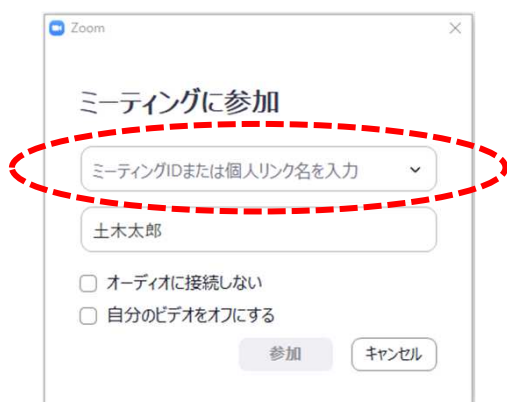 Zoom
ミーティングに参加
ミーティングIDまたは個人リンク名を入力
土木太郎
オーディオに接続しない
自分のビデオをオフにする
参加 キャンセル